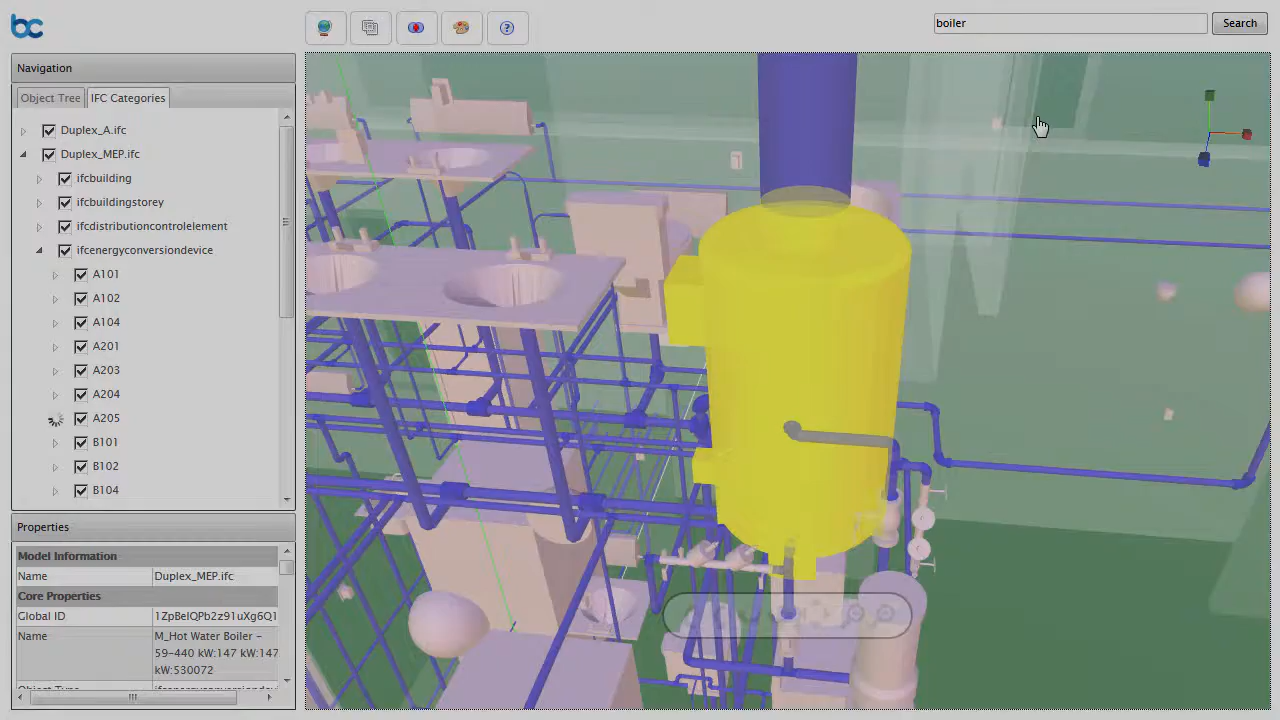 bc
boiler
Search
Navigation
Object Tree
IFC Categories
Duplex_A.ifc
Duplex_MEP.ifc
ifcbuilding
ifcbuildingstorey
ifcdistributioncontrolelement
ifcenergyconversiondevice
A101
A102
A104
A201
A203
A204
A205
B101
B102
B104
Properties
Model Information
Name Duplex_MEP.ifc
Core Properties
Global ID 1ZpBelQPb2z91uXg6Q1
Name M_Hot Water Boiler -
59-440 kW:147 kW:147
kW:530072